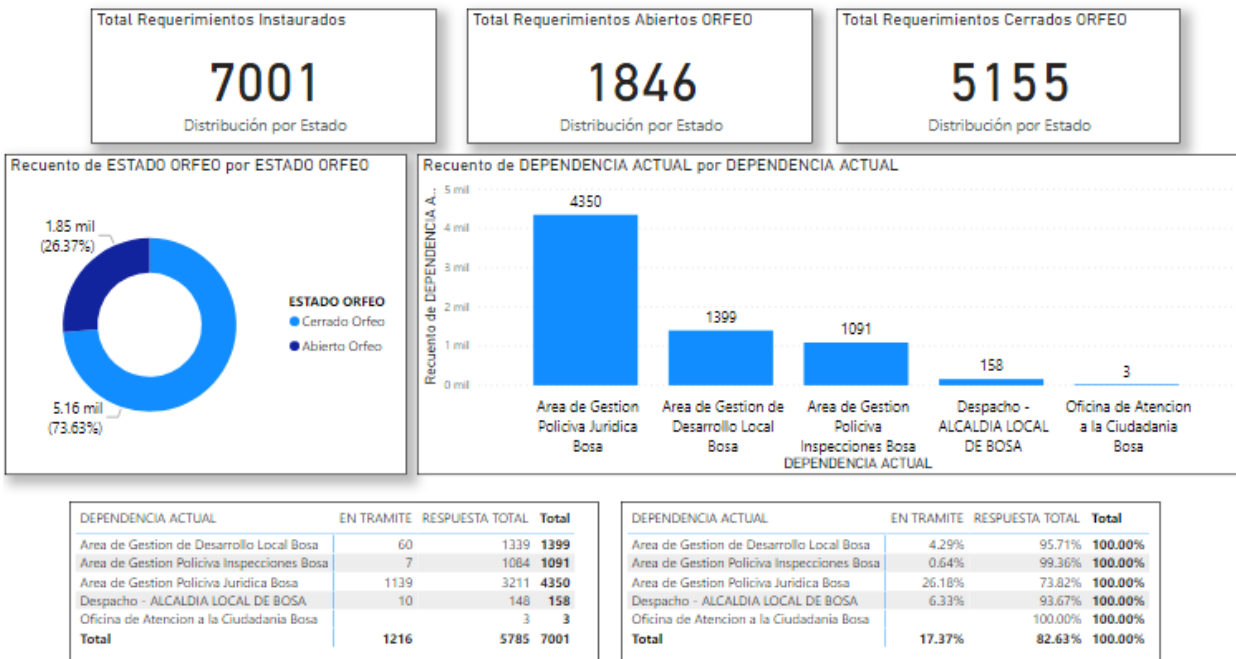 Total Requerimientos Instaurados
7001
Distribución por Estado
Total Requerimientos Abiertos ORFEO
1846
Distribución por Estado
Total Requerimientos Cerrados ORFEO
5155
Distribución por Estado
Recuento de ESTADO ORFEO por ESTADO ORFEO
1.85 mil
(26.37%)
5.16 mil
(73.63%)
ESTADO ORFEO
Cerrado Orfeo
Abierto Orfeo
Recuento de DEPENDENCIA ACTUAL por DEPENDENCIA ACTUAL
Recuento de DEPENDENCIA A...
5 mil
4 mil
3 mil
2 mil
1 mil
0 mil
4350
1399
1091
158
3
Area de Gestion
Policiva Juridica
Bosa
Area de Gestion de
Desarrollo Local
Bosa
Area de Gestion
Policiva
Inspecciones Bosa
Despacho -
ALCALDIA LOCAL
DE BOSA
Oficina de Atencion
a la Ciudadania
Bosa
DEPENDENCIA ACTUAL
DEPENDENCIA ACTUAL EN TRAMITE RESPUESTA TOTAL Total
Area de Gestion de Desarrollo Local Bosa 60 1339 1399
Area de Gestion Policiva Inspecciones Bosa 7 1084 1091
Area de Gestion Policiva Juridica Bosa 1139 3211 4350
Despacho - ALCALDIA LOCAL DE BOSA 10 148 158
Oficina de Atencion a la Ciudadania Bosa 3 3
Total 1216 5785 7001
DEPENDENCIA ACTUAL EN TRAMITE RESPUESTA TOTAL Total
Area de Gestion de Desarrollo Local Bosa 4.29% 95.71% 100.00%
Area de Gestion Policiva Inspecciones Bosa 0.64% 99.36% 100.00%
Area de Gestion Policiva Juridica Bosa 26.18% 73.82% 100.00%
Despacho - ALCALDIA LOCAL DE BOSA 6.33% 93.67% 100.00%
Oficina de Atencion a la Ciudadania Bosa 100.00% 100.00%
Total 17.37% 82.63% 100.00%